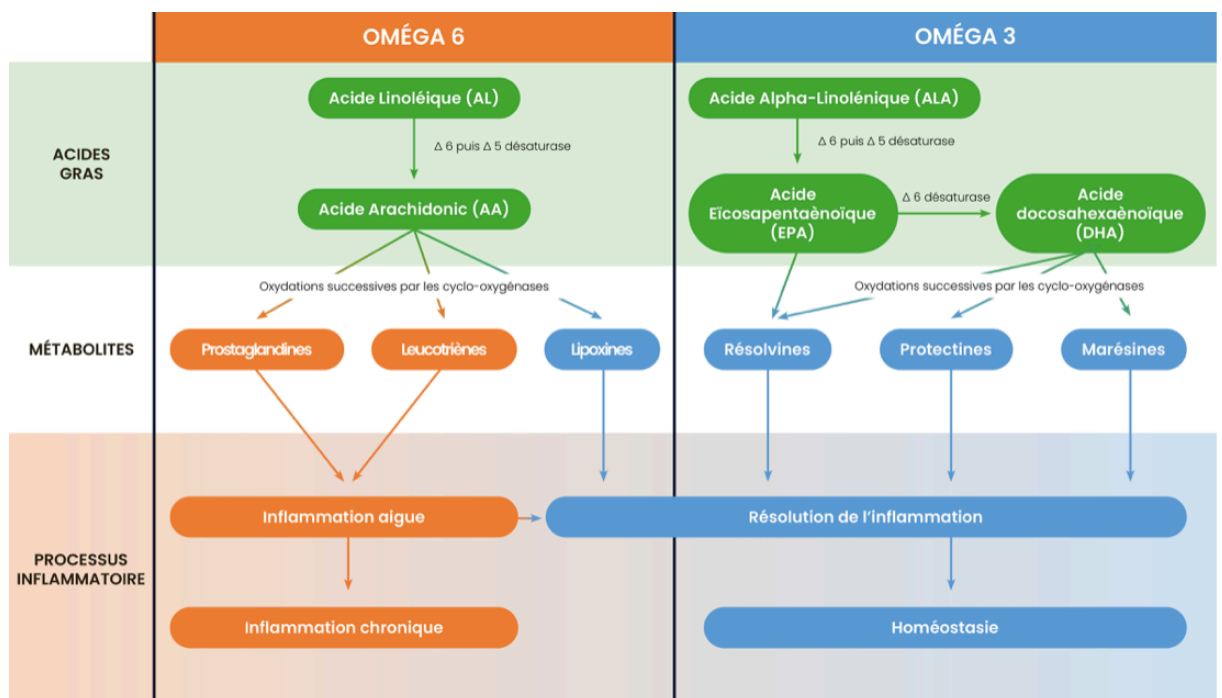 OMÉGA 6
OMÉGA 3
ACIDES
GRAS
Acide Linoléique (AL)
Acide Alpha-Linolénique (ALA)
Δ 6 puis Δ 5 désaturase
Δ 6 puis Δ 5 désaturase
Acide Arachidonic (AA)
Acide
Eïcosapentaènoïque
(EPA)
Δ 6 désaturase
Acide
docosahexaènoïque
(DHA)
Oxydations successives par les cyclo-oxygénases
Oxydations successives par les cyclo-oxygénases
MÉTABOLITES
Prostaglandines
Leucotriènes
Lipoxines
Résolvines
Protectines
Marésines
PROCESSUS
INFLAMMATOIRE
Inflammation aigue
Résolution de l'inflammation
Inflammation chronique
Homéostasie